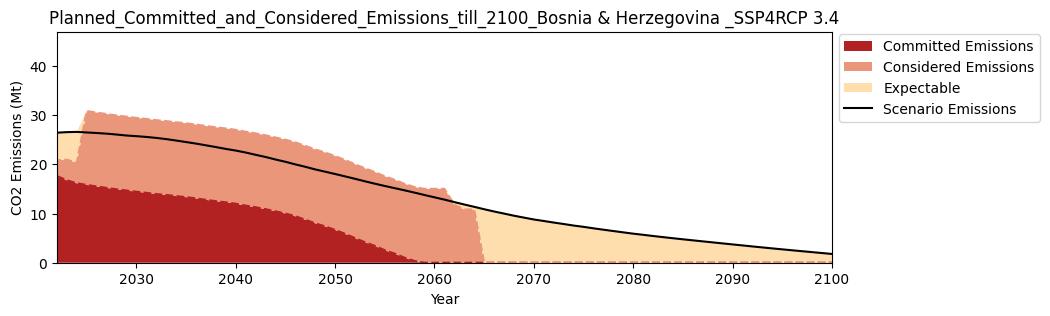 Planned_Committed_and_Considered_Emissions_till_2100_Bosnia & Herzegovina _SSP4RCP 3.4
Committed Emissions
Considered Emissions
Expectable
Scenario Emissions
CO2 Emissions (Mt)
40
30
20
10
0
2030 2040 2050 2060 2070 2080 2090 2100
Year